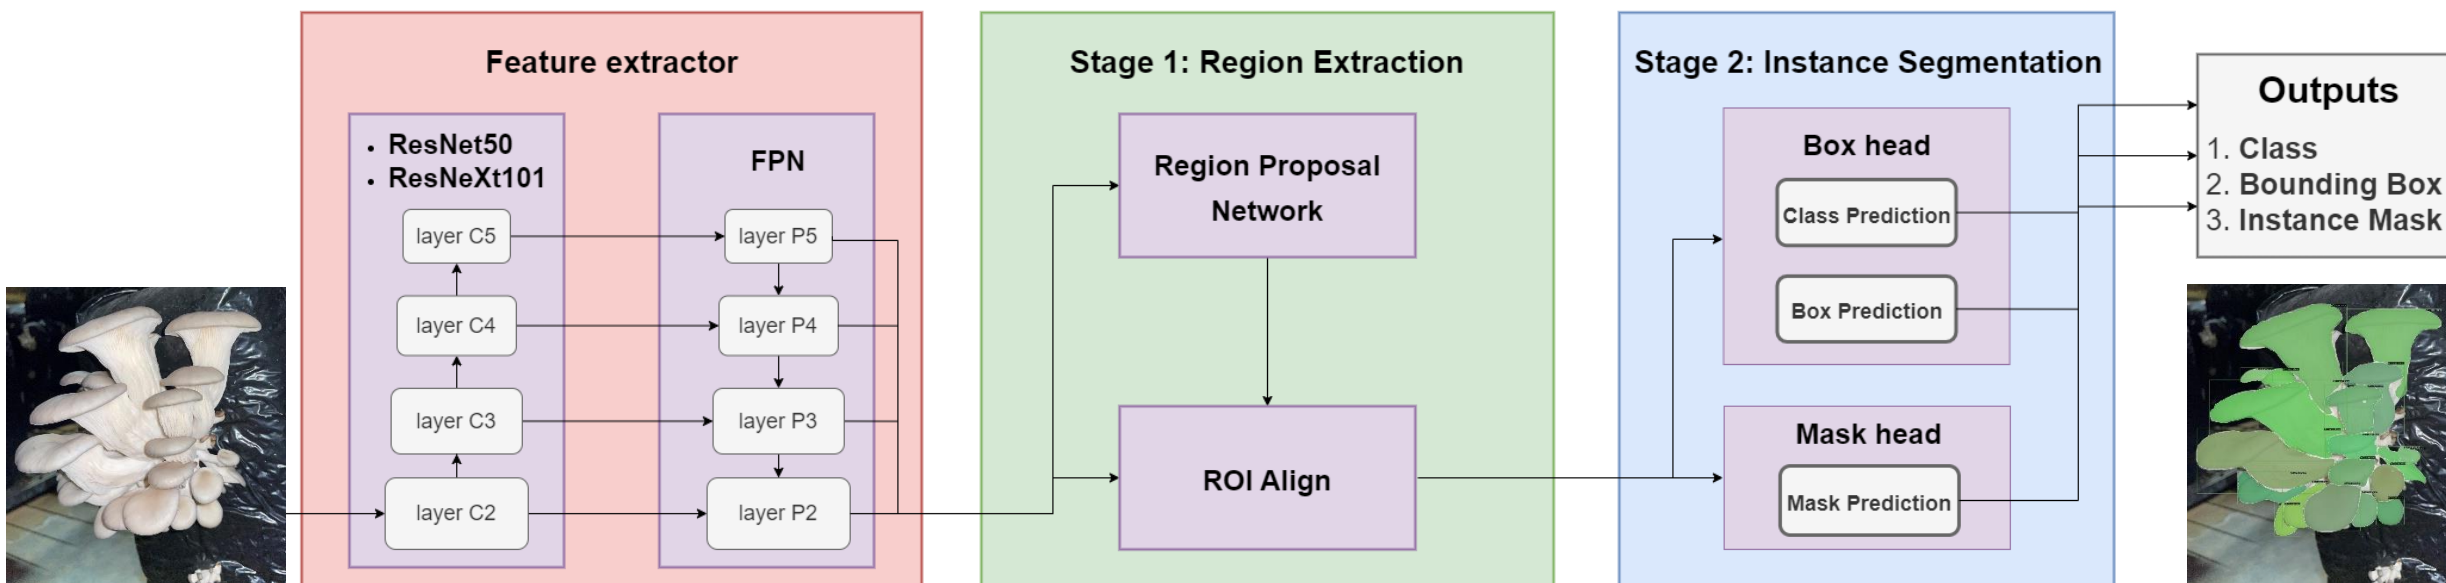 Feature extractor
• ResNet50
• ResNeXt101
layer C5
layer C4
layer C3
layer C2
FPN
layer P5
layer P4
layer P3
layer P2
Stage 1: Region Extraction
Region Proposal
Network
ROI Align
Stage 2: Instance Segmentation
Box head
Class Prediction
Box Prediction
Mask head
Mask Prediction
Outputs
1. Class
2. Bounding Box
3. Instance Mask